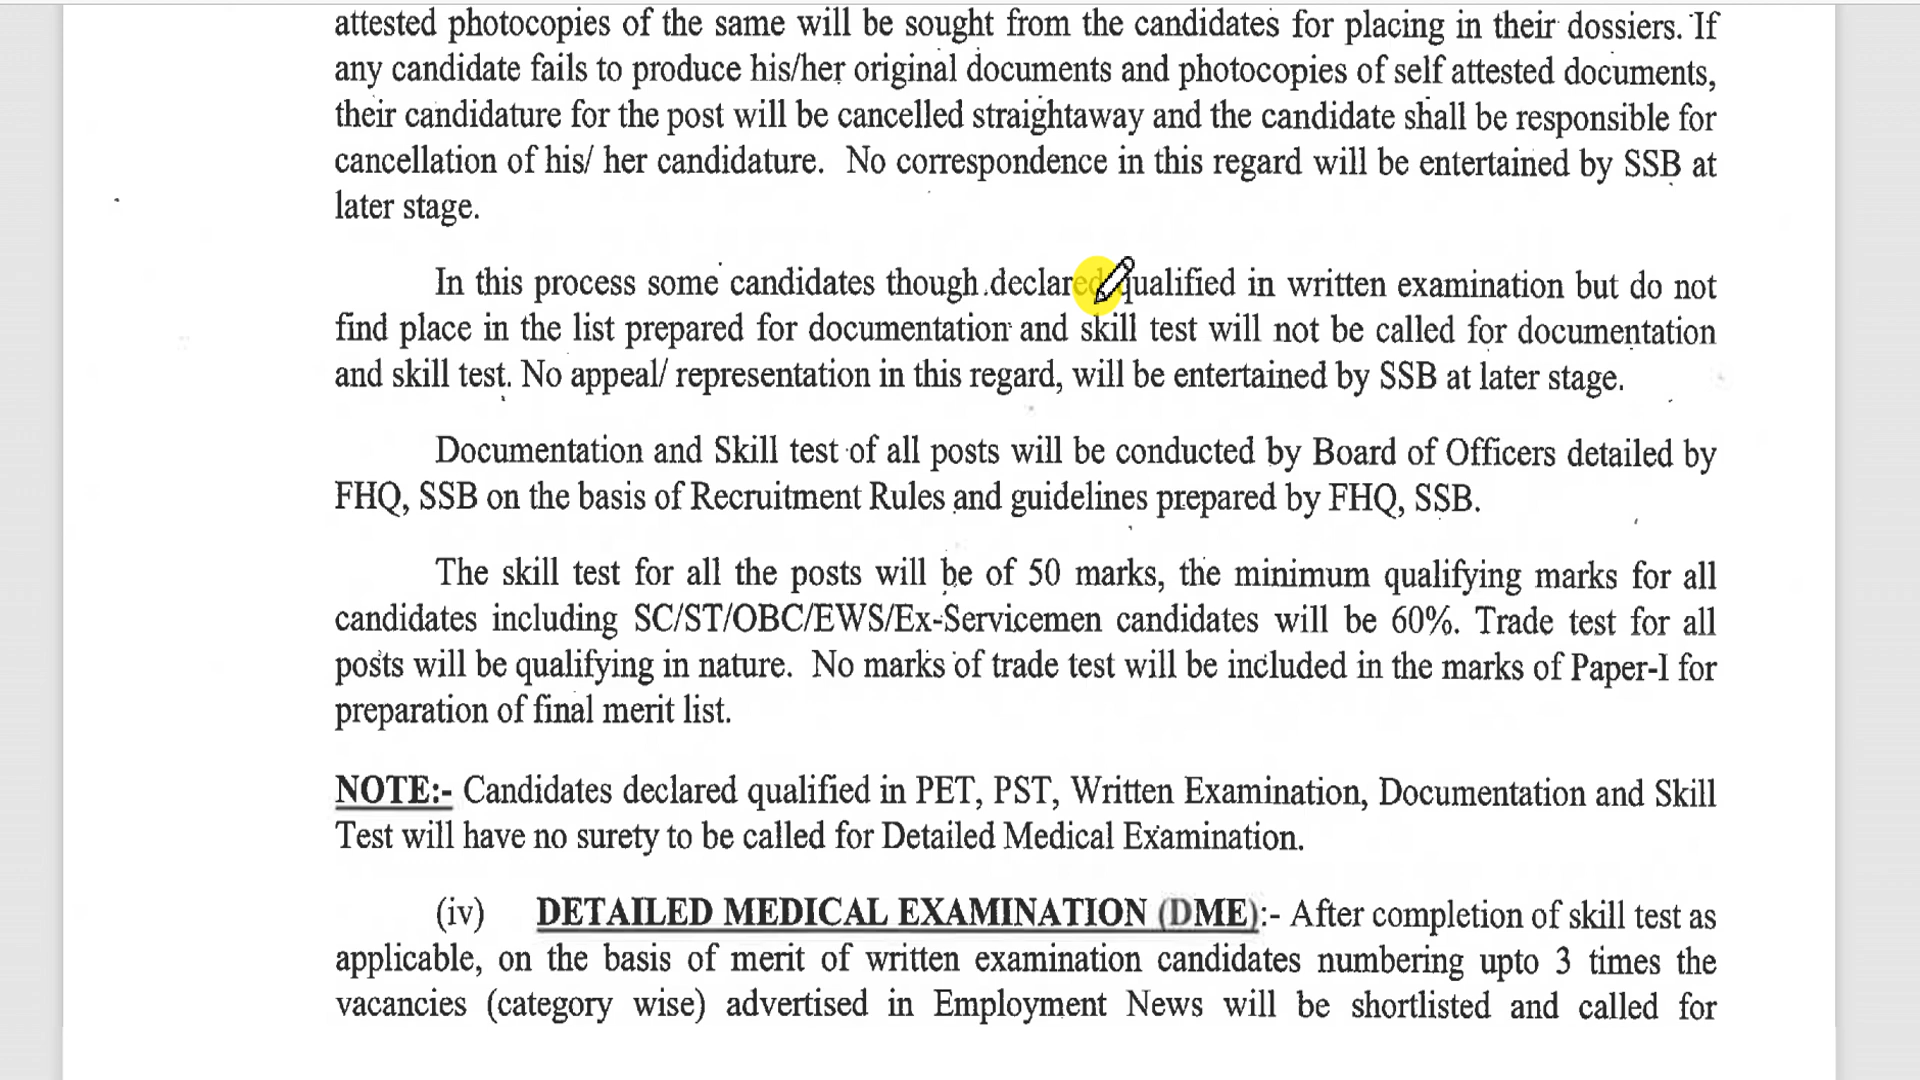 attested photocopies of the same will be sought from the candidates for placing in their dossiers. If
any candidate fails to produce his/her original documents and photocopies of self attested documents,
their candidature for the post will be cancelled straightaway and the candidate shall be responsible for
cancellation of his/ her candidature. No correspondence in this regard will be entertained by SSB at
later stage.
In this process some candidates though declared qualified in written examination but do not
find place in the list prepared for documentation and skill test will not be called for documentation
and skill test. No appeal/ representation in this regard, will be entertained by SSB at later stage.
Documentation and Skill test of all posts will be conducted by Board of Officers detailed by
FHQ, SSB on the basis of Recruitment Rules and guidelines prepared by FHQ, SSB.
The skill test for all the posts will be of 50 marks, the minimum qualifying marks for all
candidates including SC/ST/OBC/EWS/Ex-Servicemen candidates will be 60%. Trade test for all
posts will be qualifying in nature. No marks of trade test will be included in the marks of Paper-I for
preparation of final merit list.
NOTE:- Candidates declared qualified in PET, PST, Written Examination, Documentation and Skill
Test will have no surety to be called for Detailed Medical Examination.
(iv) DETAILED MEDICAL EXAMINATION (DME):- After completion of skill test as
applicable, on the basis of merit of written examination candidates numbering upto 3 times the
vacancies (category wise) advertised in Employment News will be shortlisted and called for